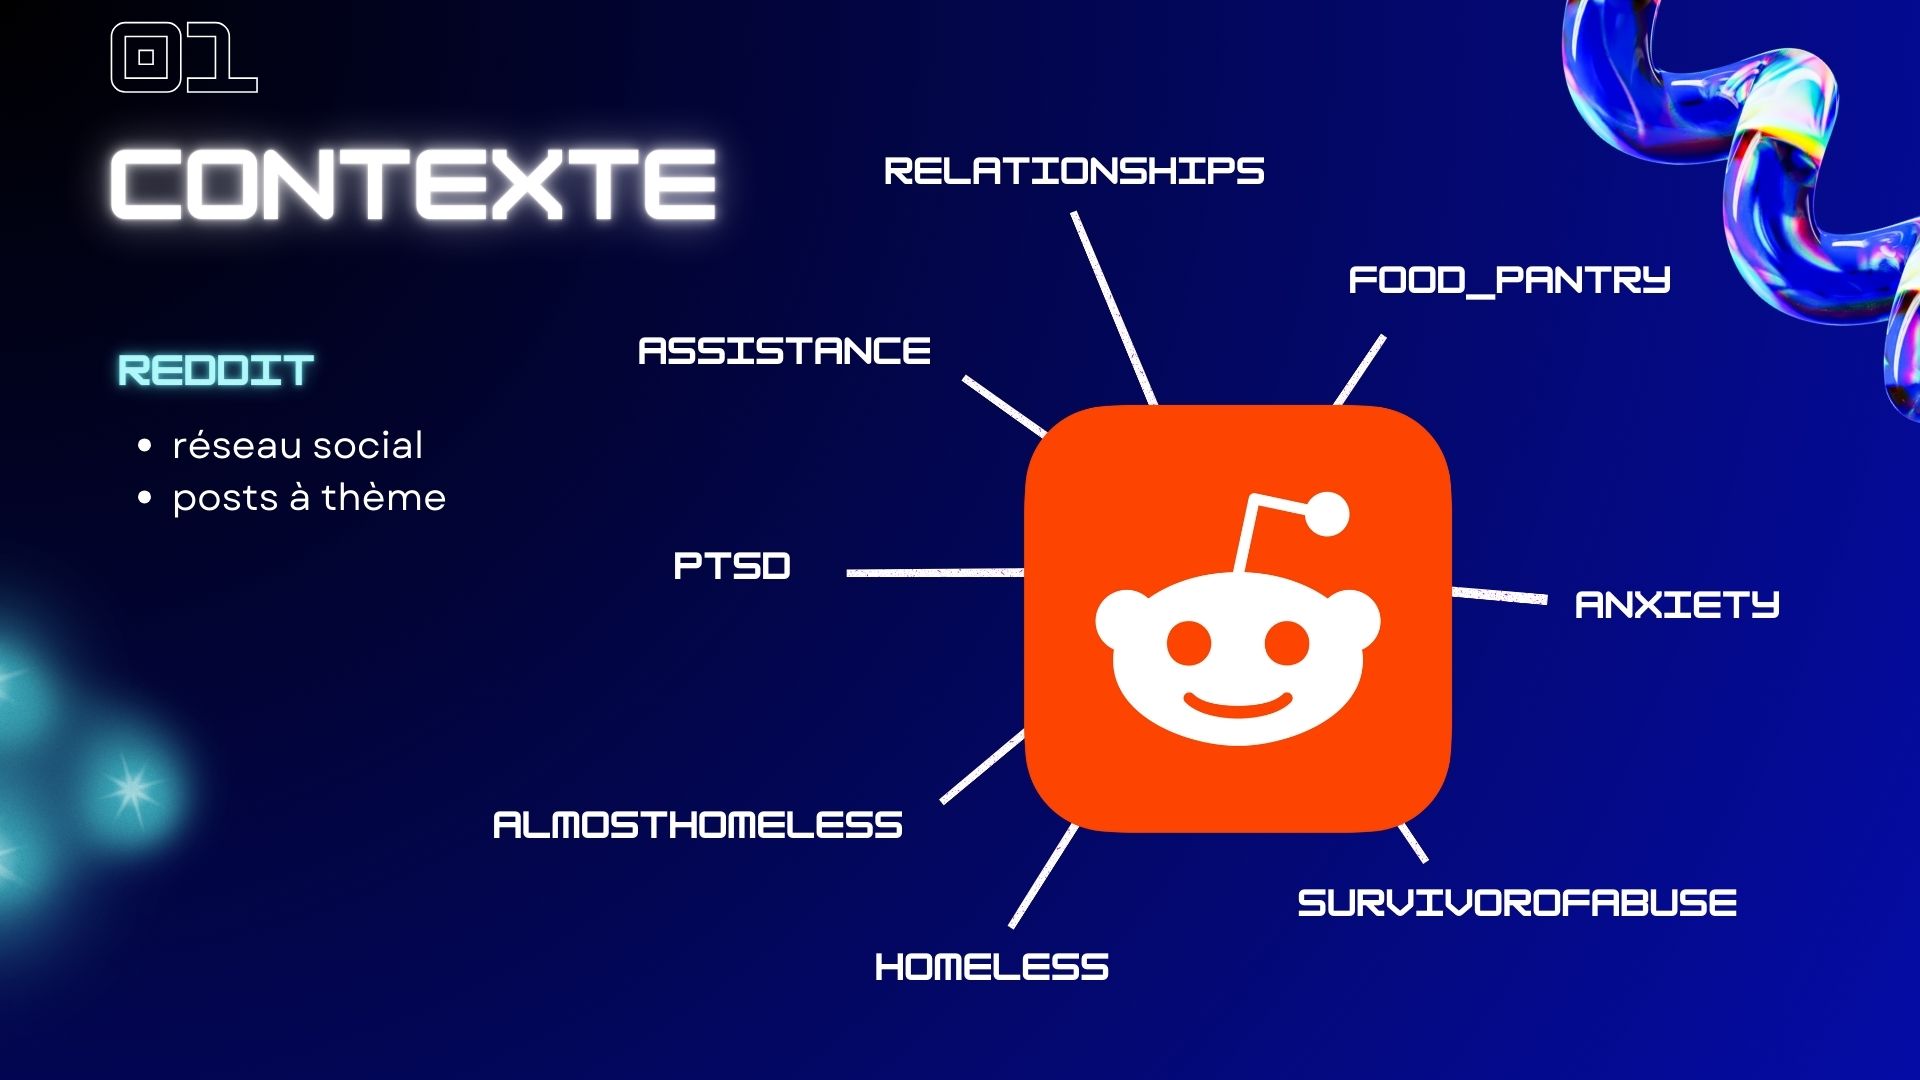 01
CONTEXTE
REDDIT
• réseau social
• posts à thème
RELATIONSHIPS
FOOD_PANTRY
ASSISTANCE
PTSD
ANXIETY
ALMOSTHOMELESS
SURVIVOROFABUSE
HOMELESS